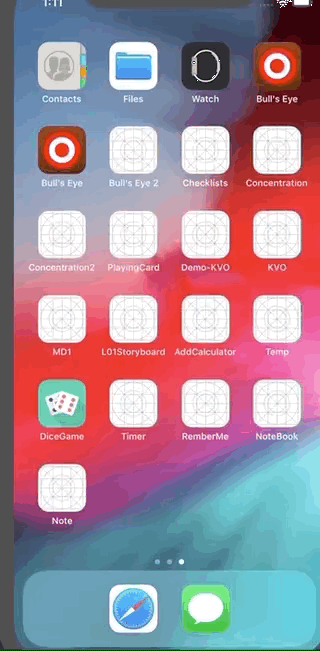 1:11
Contacts Files Watch Bull's Eye
Bull's Eye Bull's Eye 2 Checklists Concentration
Concentration2 PlayingCard Demo-KVO KVO
MD1 L01Storyboard AddCalculator Temp
DiceGame Timer RemberMe NoteBook
Note